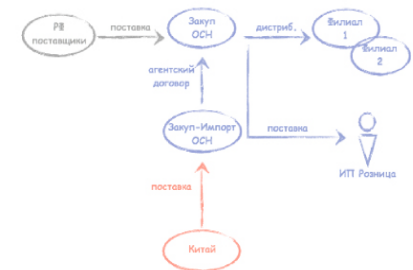 РФ
поставщики
поставка
Закуп
ОСН
дистриб.
Филиал
1
Филиал
2
агентский
договор
Закуп-Импорт
ОСН
поставка
ИП Розница
поставка
Китай